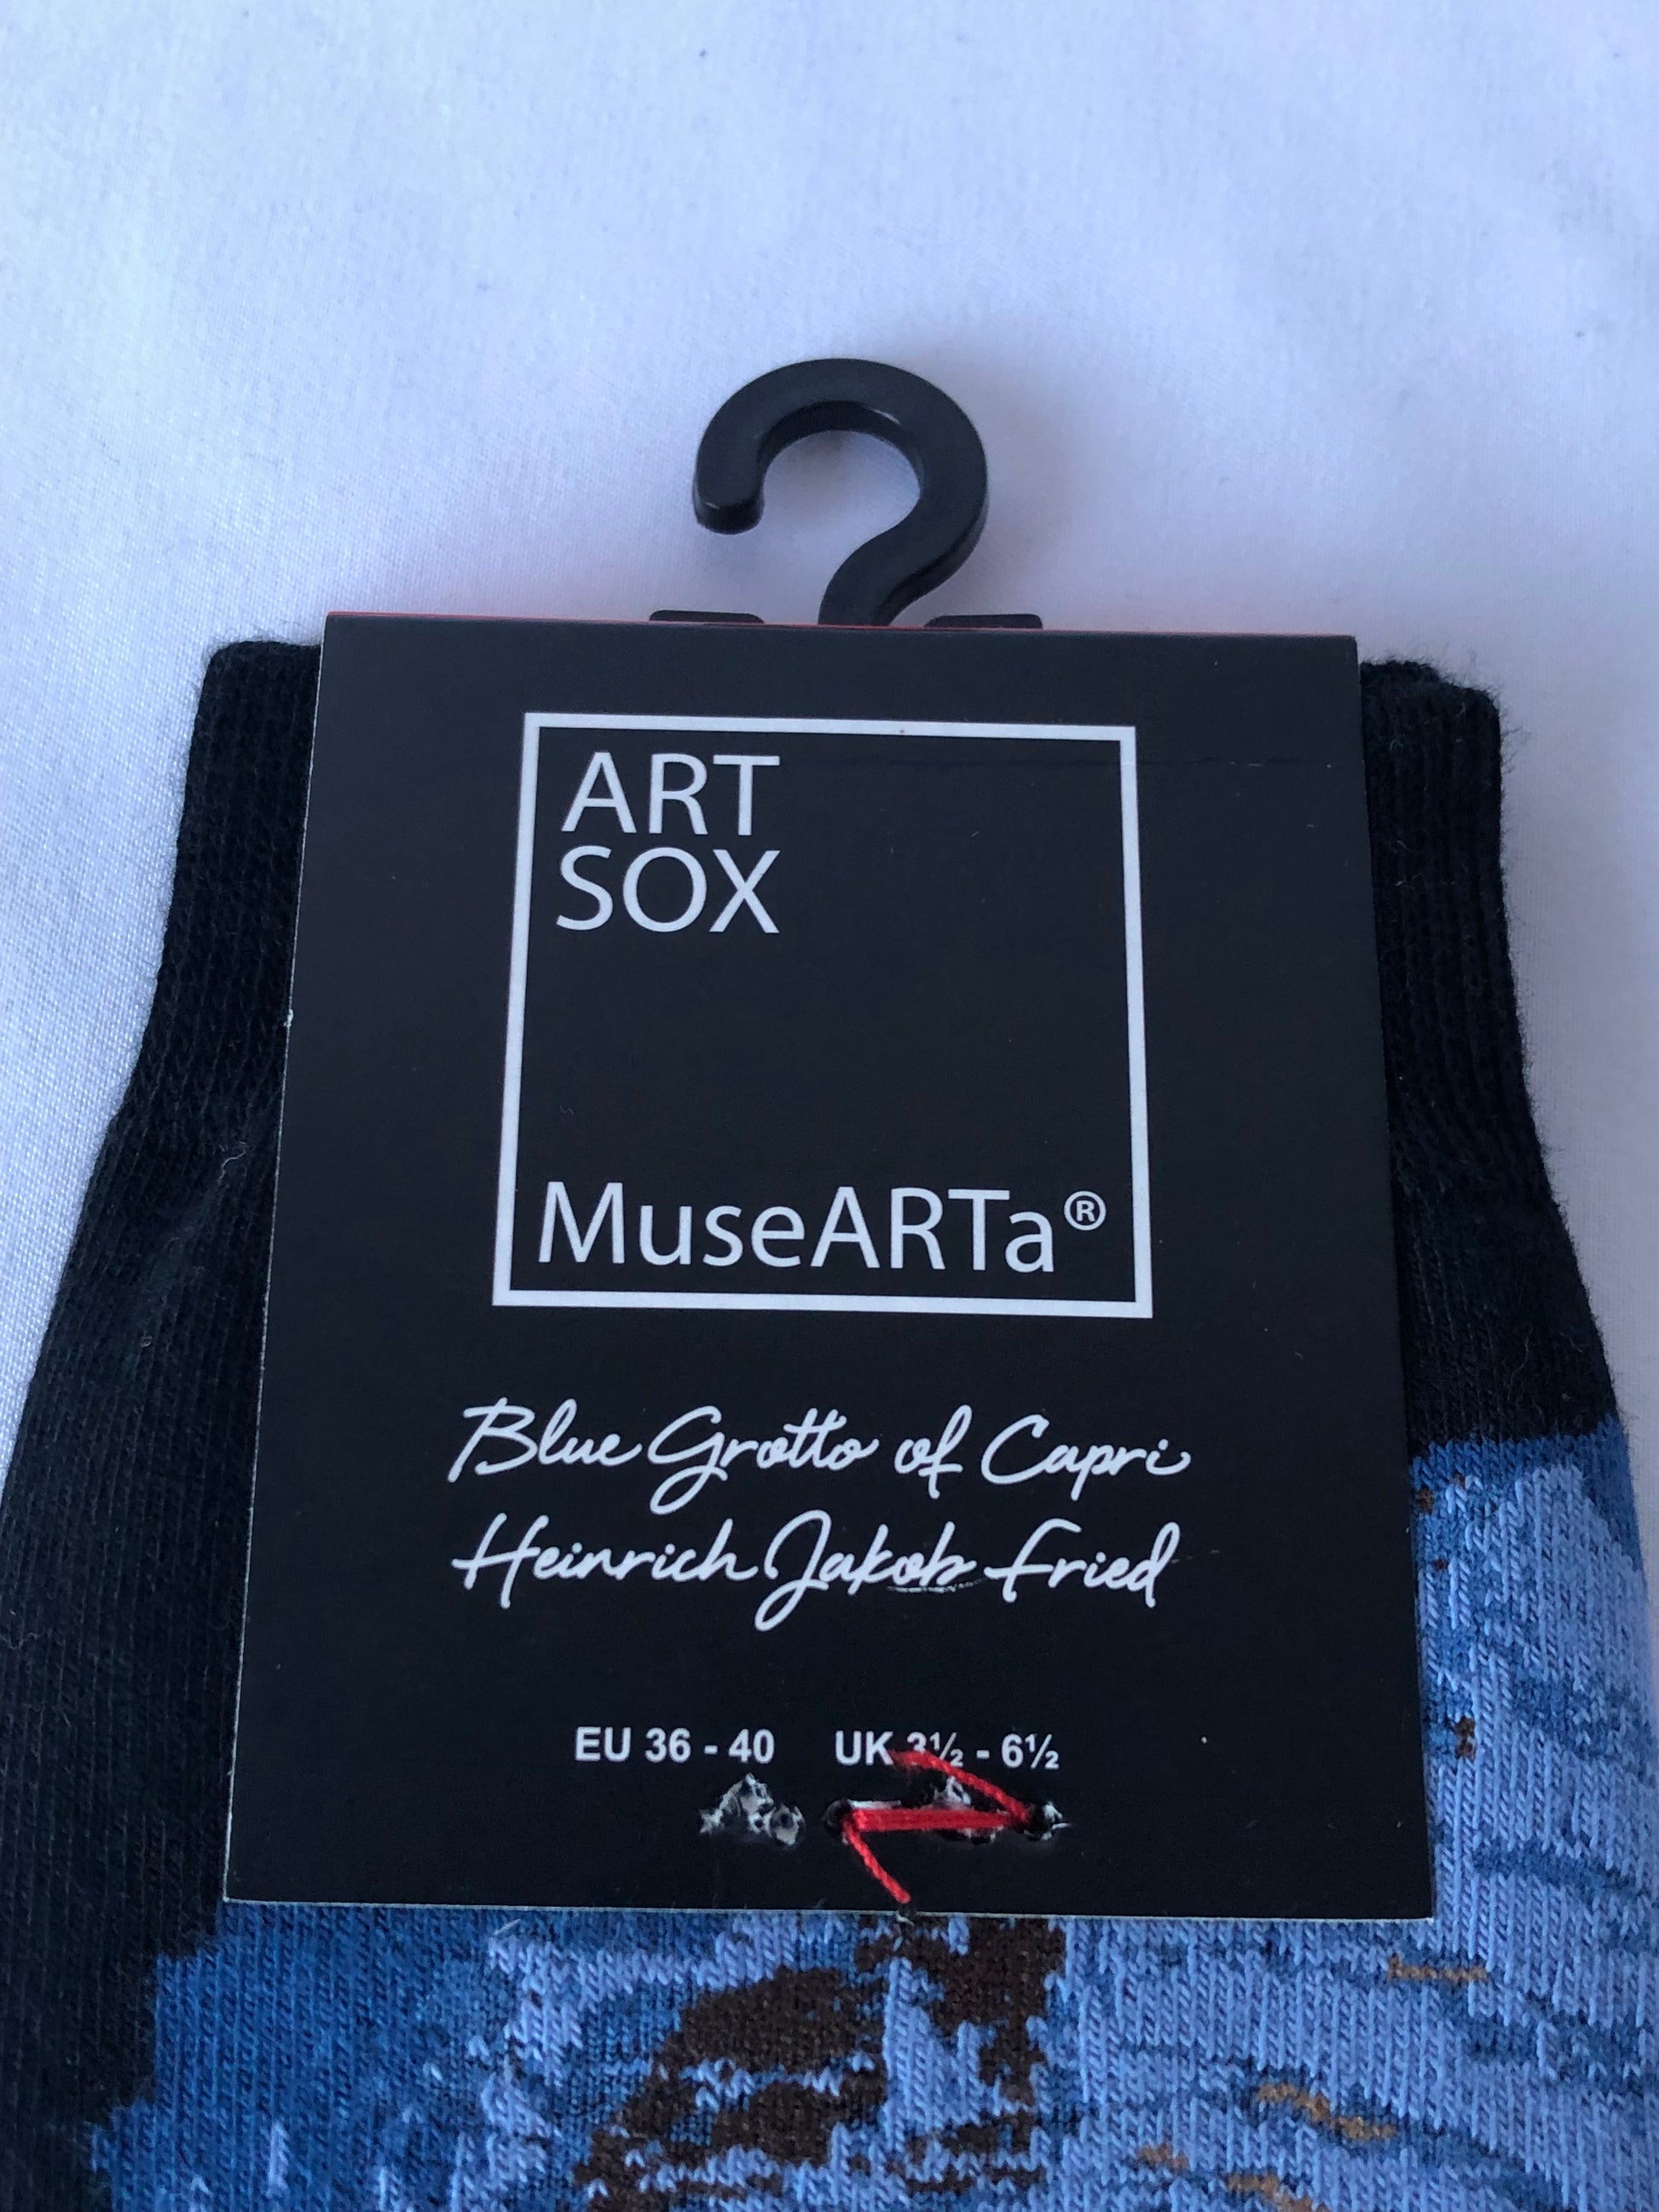 ART
SOX
MuseARTa®
Blue Grotto of Capri
Heinrich Jakob Fried
EU 36 - 40 UK 3½ - 6½